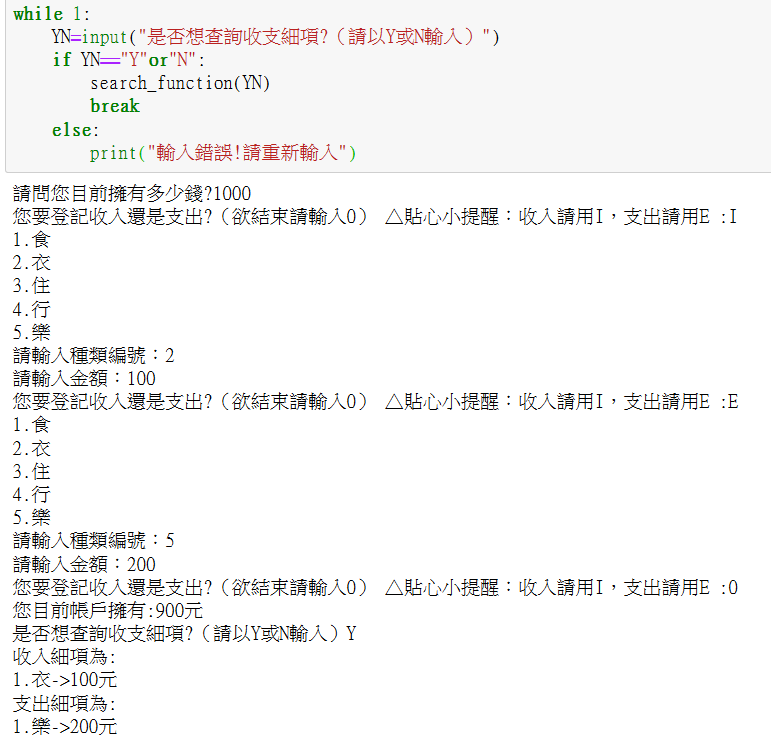 while 1:
    YN=input("是否想查詢收支細項?(請以Y或N輸入)")
    if YN=="Y"or"N":
        search_function(YN)
        break
    else:
        print("輸入錯誤!請重新輸入")
請問您目前擁有多少錢?1000
您要登記收入還是支出?(欲結束請輸入0) △貼心小提醒：收入請用I，支出請用E :I
1.食
2.衣
3.住
4.行
5.樂
請輸入種類編號：2
請輸入金額：100
您要登記收入還是支出?(欲結束請輸入0) △貼心小提醒：收入請用I，支出請用E :E
1.食
2.衣
3.住
4.行
5.樂
請輸入種類編號：5
請輸入金額：200
您要登記收入還是支出?(欲結束請輸入0) △貼心小提醒：收入請用I，支出請用E :0
您目前帳戶擁有:900元
是否想查詢收支細項?(請以Y或N輸入)Y
收入細項為:
1.衣->100元
支出細項為:
1.樂->200元